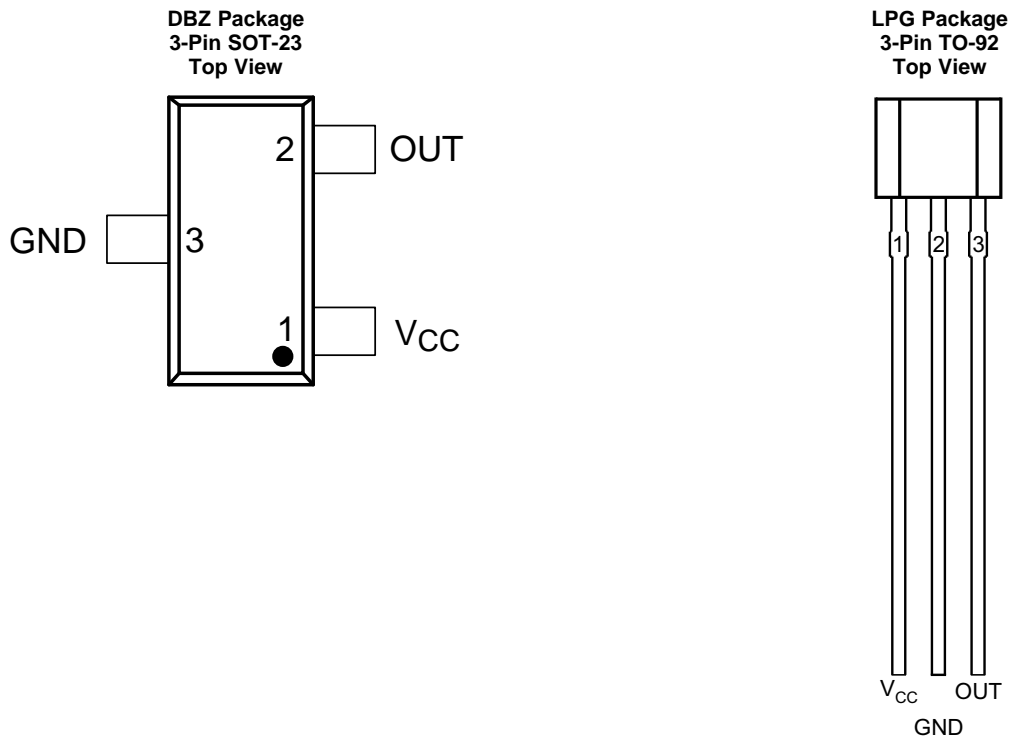 DBZ Package
3-Pin SOT-23
Top View
2 OUT
GND 3
1 VCC
LPG Package
3-Pin TO-92
Top View
1 2 3
VCC OUT
GND